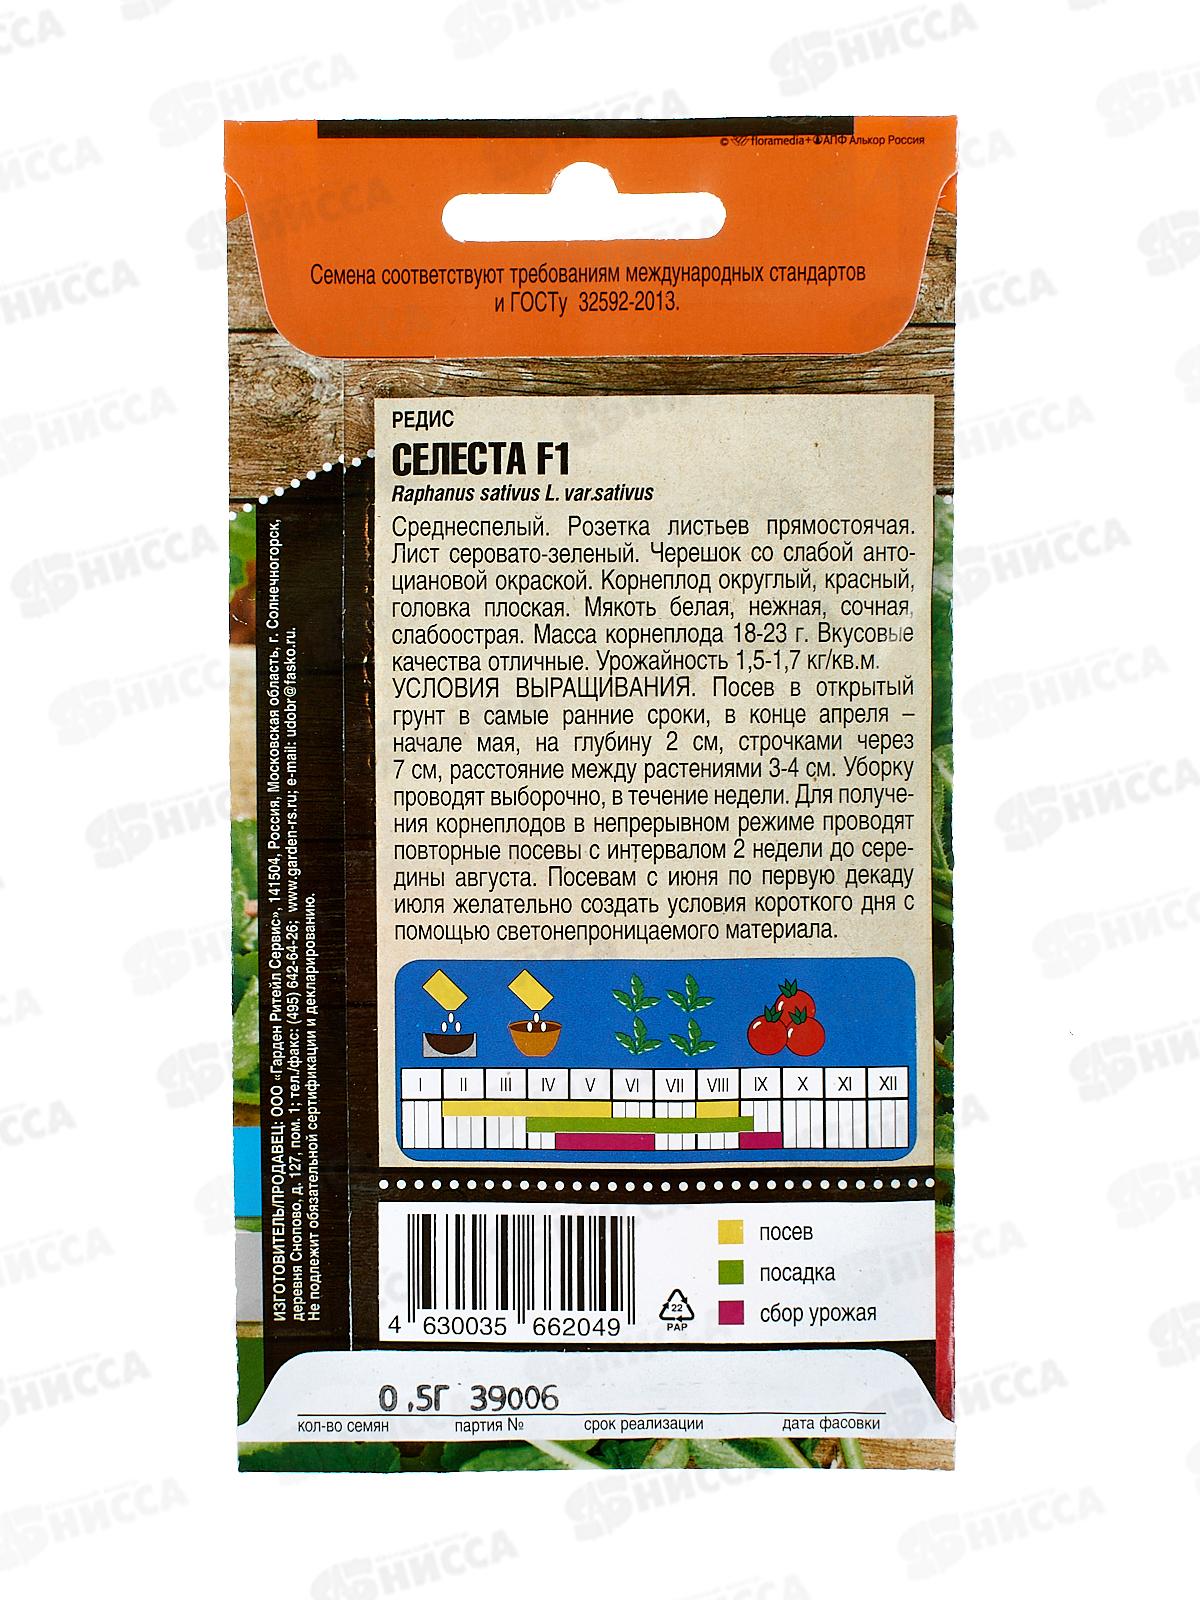 © floramedia+АПФ Алькор Россия
Семена соответствуют требованиям международных стандартов
и ГОСТу 32592-2013.
РЕДИС
СЕЛЕСТА F1
Raphanus sativus L. var.sativus
Среднеспелый. Розетка листьев прямостоячая.
Лист серовато-зеленый. Черешок со слабой анто-
циановой окраской. Корнеплод округлый, красный,
головка плоская. Мякоть белая, нежная, сочная,
слабоострая. Масса корнеплода 18-23 г. Вкусовые
качества отличные. Урожайность 1,5-1,7 кг/кв.м.
УСЛОВИЯ ВЫРАЩИВАНИЯ. Посев в открытый
грунт в самые ранние сроки, в конце апреля –
начале мая, на глубину 2 см, строчками через
7 см, расстояние между растениями 3-4 см. Уборку
проводят выборочно, в течение недели. Для получе-
ния корнеплодов в непрерывном режиме проводят
повторные посевы с интервалом 2 недели до сере-
дины августа. Посевам с июня по первую декаду
июля желательно создать условия короткого дня с
помощью светонепроницаемого материала.
I II III IV V VI VII VIII IX X XI XII
посев
посадка
сбор урожая
22
PAP
4 630035 662049
0,5Г 39006
кол-во семян партия № срок реализации дата фасовки
ИЗГОТОВИТЕЛЬ/ПРОДАВЕЦ: ООО «Гарден Ритейл Сервис», 141504, Россия, Московская область, г. Солнечногорск,
деревня Снопово, д. 127, пом. 1; тел./факс: (495) 642-64-26; www.garden-rs.ru; e-mail: udobr@fasko.ru.
Не подлежит обязательной сертификации и декларированию.
АБНИССА